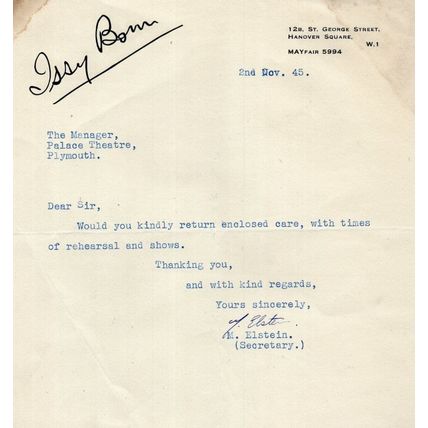 Issy Bonn
12B, ST. GEORGE STREET,
HANOVER SQUARE,
W.1
MAYFAIR 5994
2nd Nov. 45.
The Manager,
Palace Theatre,
Plymouth.
Dear Sir,
Would you kindly return enclosed care, with times
of rehearsal and shows.
Thanking you,
and with kind regards,
Yours sincerely,
M. Elstein.
M. Elstein.
(Secretary.)